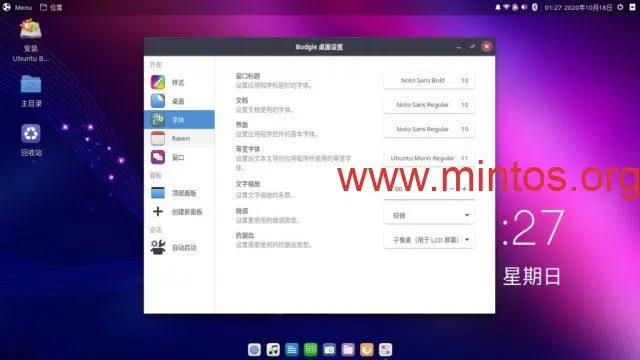 Menu
位置
01:27 2020年10月18日
安装
Ubuntu B...
主目录
回收站
Budgie 桌面设置
外观
样式
桌面
字体
Raven
窗口
面板
顶部面板
创建新面板
会话
自动启动
窗口标题
设置应用程序标题栏的字体。
Noto Sans Bold 10
文档
设置文档使用的字体。
Noto Sans Regular 10
界面
设置应用程序控件的基本字体。
Noto Sans Regular 10
等宽字体
设置由文本主导的应用程序所使用的等宽字体。
Ubuntu Mono Regular 11
文字缩放
设置文字缩放的系数。
www.mintos.org
微调
设置要使用的微调类型。
轻微
抗锯齿
设置需要使用的抗锯齿类型。
子像素（用于 LCD 屏幕）
:27
星期日